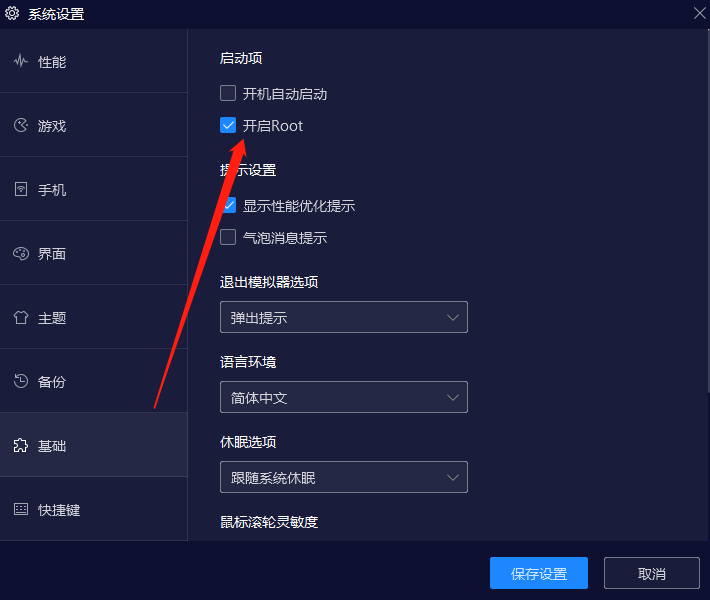 系统设置
性能
游戏
手机
界面
主题
备份
基础
快捷键
启动项
开机自动启动
开启Root
提示设置
显示性能优化提示
气泡消息提示
退出模拟器选项
弹出提示
语言环境
简体中文
休眠选项
跟随系统休眠
鼠标滚轮灵敏度
保存设置
取消